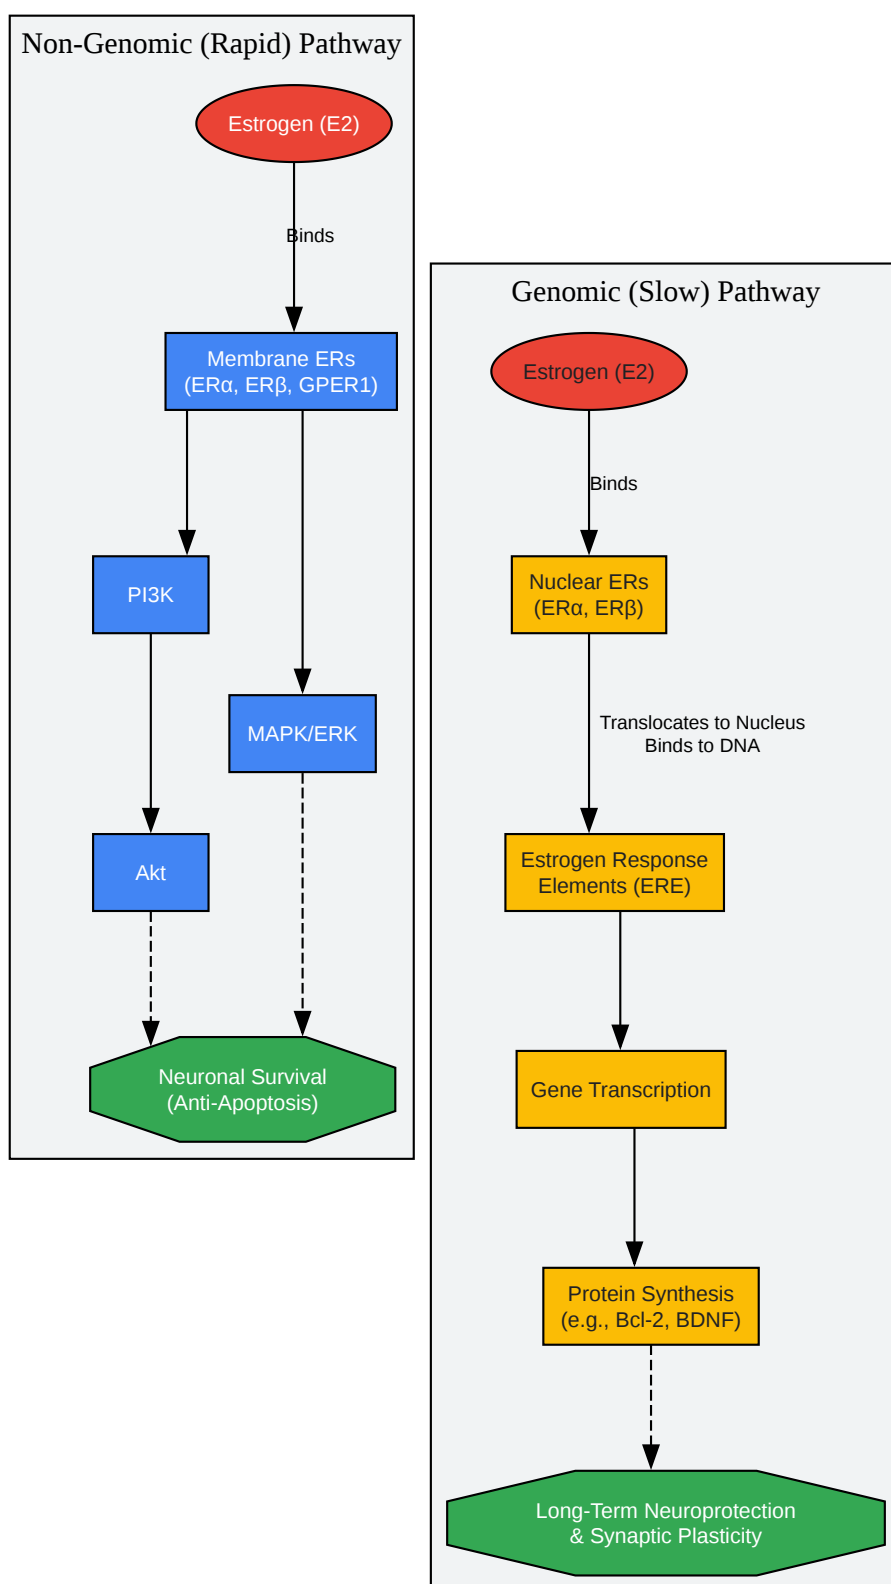 Non-Genomic (Rapid) Pathway
Estrogen (E2)
Binds
Membrane ERs
(ERα, ERβ, GPER1)
PI3K
MAPK/ERK
Akt
Neuronal Survival
(Anti-Apoptosis)
Genomic (Slow) Pathway
Estrogen (E2)
Binds
Nuclear ERs
(ERα, ERβ)
Translocates to Nucleus
Binds to DNA
Estrogen Response
Elements (ERE)
Gene Transcription
Protein Synthesis
(e.g., Bcl-2, BDNF)
Long-Term Neuroprotection
& Synaptic Plasticity